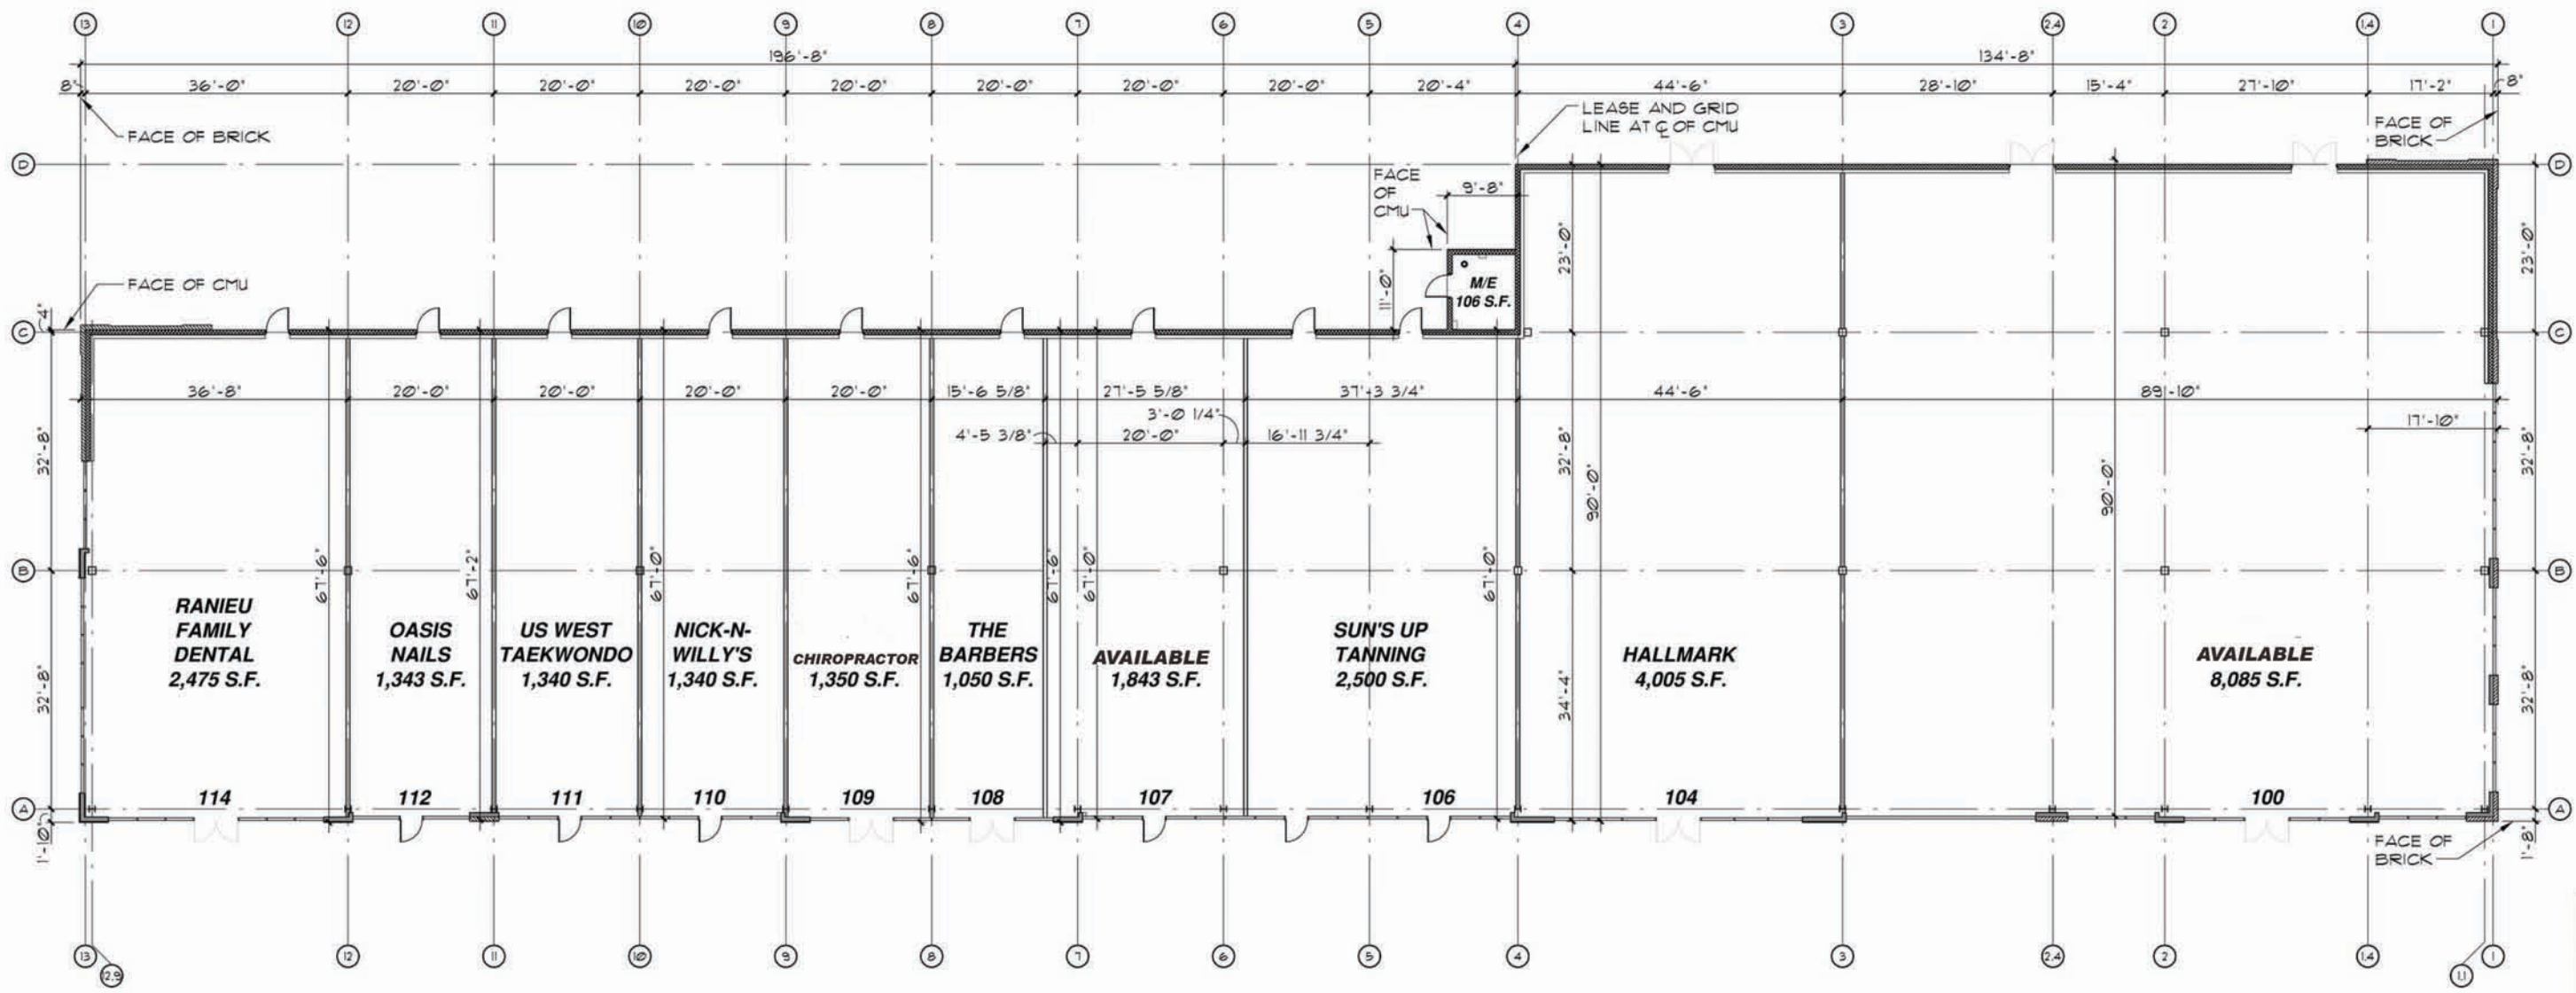 13 12 11 10 9 8 7 6 5 4 3 2.4 2 1.4 1
196'-8" 134'-8"
8" 36'-0" 20'-0" 20'-0" 20'-0" 20'-0" 20'-0" 20'-0" 20'-0" 20'-4" 44'-6" 28'-10" 15'-4" 27'-10" 17'-2" 8"
FACE OF BRICK
LEASE AND GRID
LINE AT ℄ OF CMU
FACE OF
BRICK
D D
FACE
OF
CMU
9'-8"
23'-0" 23'-0"
FACE OF CMU
11'-0"
M/E
106 S.F.
4"
C C
36'-8" 20'-0" 20'-0" 20'-0" 20'-0" 15'-6 5/8" 27'-5 5/8" 37'-3 3/4" 44'-6" 89'-10"
3'-0 1/4"
17'-10"
4'-5 3/8" 20'-0" 16'-11 3/4"
32'-8" 32'-8" 32'-8"
90'-0" 90'-0"
B B
67'-6" 67'-2" 67'-0" 67'-6" 67'-6" 67'-0" 67'-0"
RANIEU
FAMILY
DENTAL
2,475 S.F.
OASIS
NAILS
1,343 S.F.
US WEST
TAEKWONDO
1,340 S.F.
NICK-N-
WILLY'S
1,340 S.F.
CHIROPRACTOR
1,350 S.F.
THE
BARBERS
1,050 S.F.
AVAILABLE
1,843 S.F.
SUN'S UP
TANNING
2,500 S.F.
HALLMARK
4,005 S.F.
AVAILABLE
8,085 S.F.
32'-8" 34'-4" 32'-8"
114 112 111 110 109 108 107 106 104 100
A A
1'-10" 1'-8"
FACE OF
BRICK
13 12 11 10 9 8 7 6 5 4 3 2.4 2 1.4 1
12.9 1.1